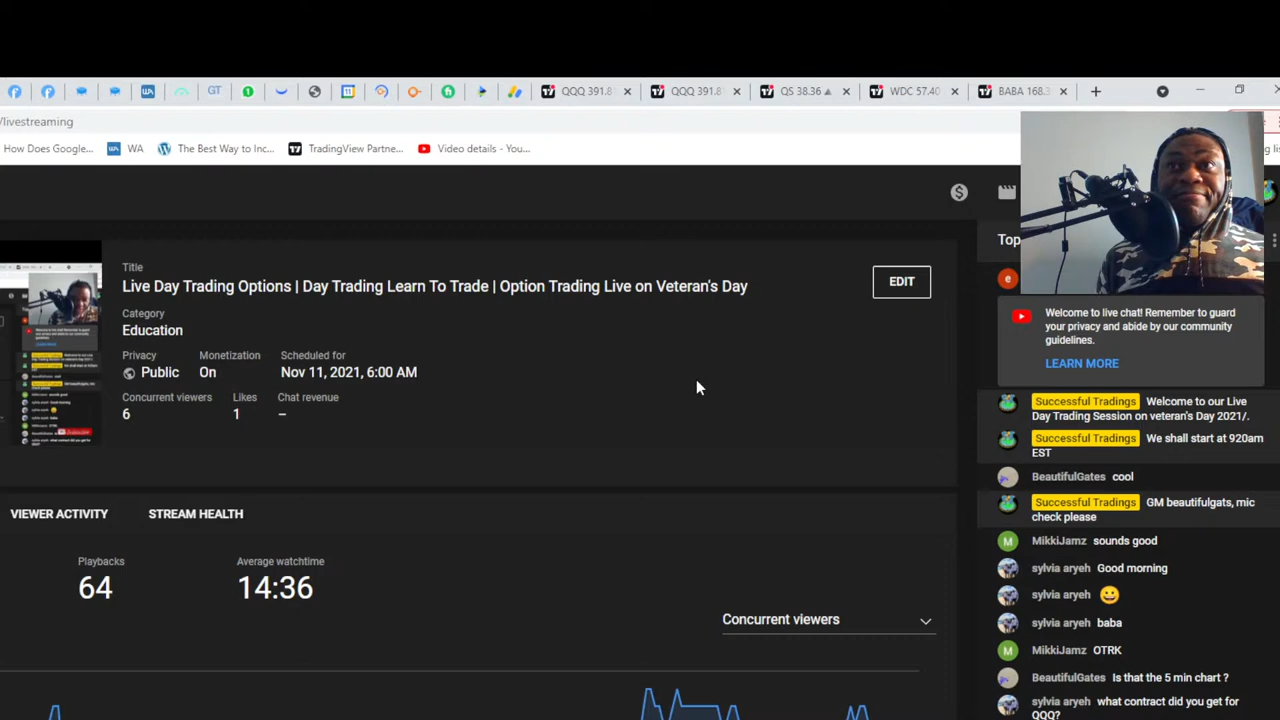 GT
QQQ 391.8
QQQ 391.8
QS 38.36
WDC 57.40
BABA 168.3
/livestreaming
How Does Google...
WA
The Best Way to Inc...
TradingView Partne...
Video details - You...
Top
Title
Live Day Trading Options | Day Trading Learn To Trade | Option Trading Live on Veteran's Day
EDIT
Category
Education
Privacy
Monetization
Scheduled for
Public
On
Nov 11, 2021, 6:00 AM
Concurrent viewers
Likes
Chat revenue
6
1
–
VIEWER ACTIVITY
STREAM HEALTH
Playbacks
Average watchtime
64
14:36
Concurrent viewers
Welcome to live chat! Remember to guard
your privacy and abide by our community
guidelines.
LEARN MORE
Successful Tradings Welcome to our Live
Day Trading Session on veteran's Day 2021/.
Successful Tradings We shall start at 920am
EST
BeautifulGates cool
Successful Tradings GM beautifulgats, mic
check please
MikkiJamz sounds good
sylvia aryeh Good morning
sylvia aryeh 😀
sylvia aryeh baba
MikkiJamz OTRK
BeautifulGates Is that the 5 min chart ?
sylvia aryeh what contract did you get for
QQQ?